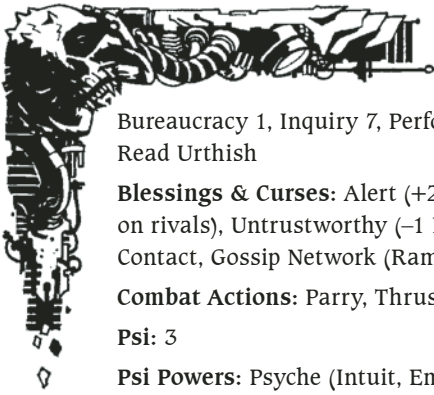 Bureaucracy 1, Inquiry 7, Perfo
Read Urthish
Blessings & Curses: Alert (+2
on rivals), Untrustworthy (–1
Contact, Gossip Network (Ram
Combat Actions: Parry, Thrus
Psi: 3
Psi Powers: Psyche (Intuit, Em